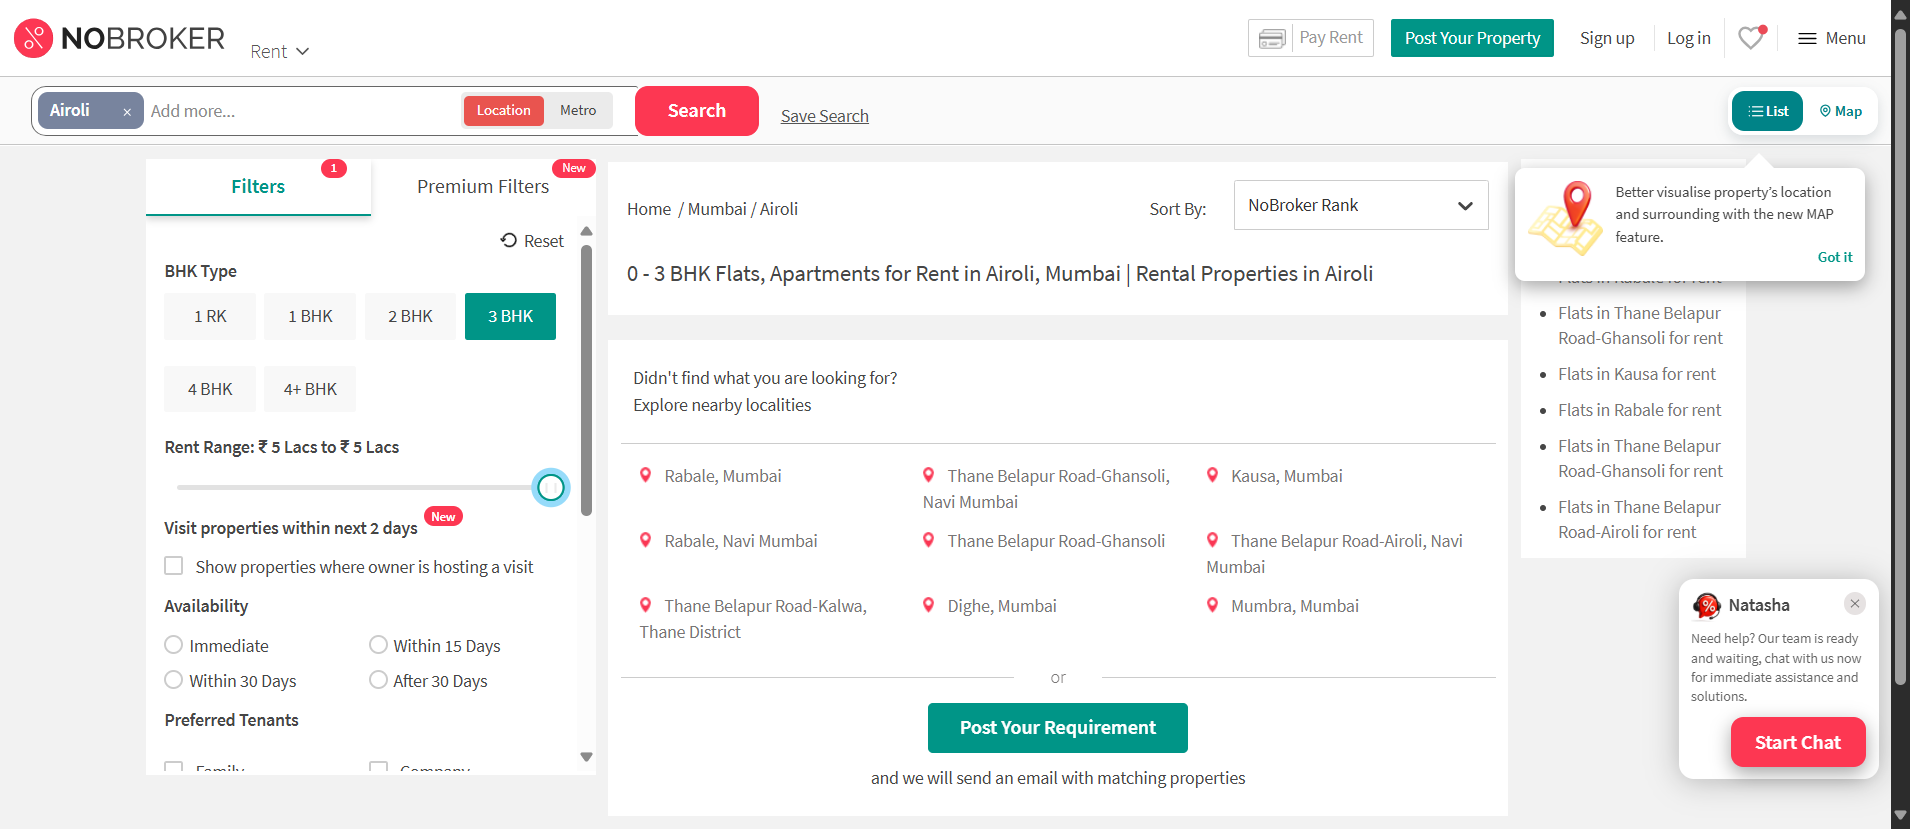 NOBROKER
Rent
Pay Rent
Post Your Property
Sign up
Log in
Menu
Airoli ×
Add more...
Location
Metro
Search
Save Search
List
Map
Filters
1
Premium Filters
New
Reset
BHK Type
1 RK
1 BHK
2 BHK
3 BHK
4 BHK
4+ BHK
Rent Range: ₹ 5 Lacs to ₹ 5 Lacs
Visit properties within next 2 days
New
Show properties where owner is hosting a visit
Availability
Immediate
Within 15 Days
Within 30 Days
After 30 Days
Preferred Tenants
Family
Company
Home / Mumbai / Airoli
Sort By:
NoBroker Rank
0 - 3 BHK Flats, Apartments for Rent in Airoli, Mumbai | Rental Properties in Airoli
Didn't find what you are looking for?
Explore nearby localities
Rabale, Mumbai
Thane Belapur Road-Ghansoli,
Navi Mumbai
Kausa, Mumbai
Rabale, Navi Mumbai
Thane Belapur Road-Ghansoli
Thane Belapur Road-Airoli, Navi
Mumbai
Thane Belapur Road-Kalwa,
Thane District
Dighe, Mumbai
Mumbra, Mumbai
or
Post Your Requirement
and we will send an email with matching properties
Better visualise property's location
and surrounding with the new MAP
feature.
Got it
Flats in Rabale for rent
Flats in Thane Belapur
Road-Ghansoli for rent
Flats in Kausa for rent
Flats in Rabale for rent
Flats in Thane Belapur
Road-Ghansoli for rent
Flats in Thane Belapur
Road-Airoli for rent
Natasha
Need help? Our team is ready
and waiting, chat with us now
for immediate assistance and
solutions.
Start Chat